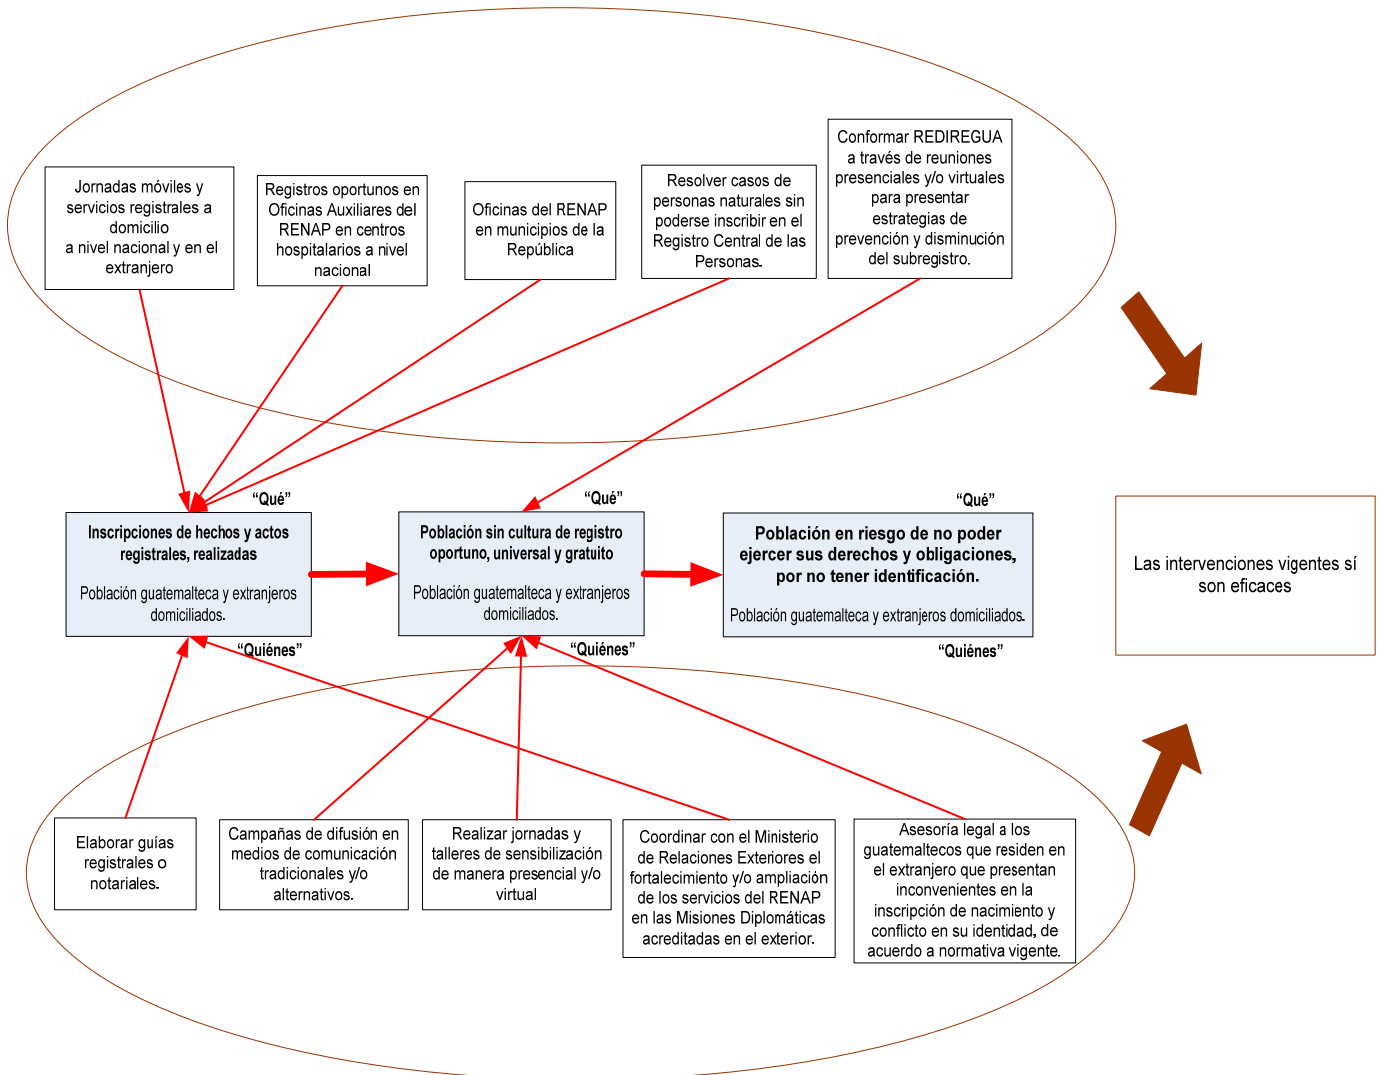 Jornadas móviles y
servicios registrales a
domicilio
a nivel nacional y en el
extranjero
Registros oportunos en
Oficinas Auxiliares del
RENAP en centros
hospitalarios a nivel
nacional
Oficinas del RENAP
en municipios de la
República
Resolver casos de
personas naturales sin
poderse inscribir en el
Registro Central de las
Personas.
Conformar REDIREGUA
a través de reuniones
presenciales y/o virtuales
para presentar
estrategias de
prevención y disminución
del subregistro.
“Qué”
Inscripciones de hechos y actos
registrales, realizadas
Población guatemalteca y extranjeros
domiciliados.
“Quiénes”
“Qué”
Población sin cultura de registro
oportuno, universal y gratuito
Población guatemalteca y extranjeros
domiciliados.
“Quiénes”
“Qué”
Población en riesgo de no poder
ejercer sus derechos y obligaciones,
por no tener identificación.
Población guatemalteca y extranjeros domiciliados.
“Quiénes”
Las intervenciones vigentes sí
son eficaces
Elaborar guías
registrales o
notariales.
Campañas de difusión en
medios de comunicación
tradicionales y/o
alternativos.
Realizar jornadas y
talleres de sensibilización
de manera presencial y/o
virtual
Coordinar con el Ministerio
de Relaciones Exteriores el
fortalecimiento y/o ampliación
de los servicios del RENAP
en las Misiones Diplomáticas
acreditadas en el exterior.
Asesoría legal a los
guatemaltecos que residen en
el extranjero que presentan
inconvenientes en la
inscripción de nacimiento y
conflicto en su identidad, de
acuerdo a normativa vigente.